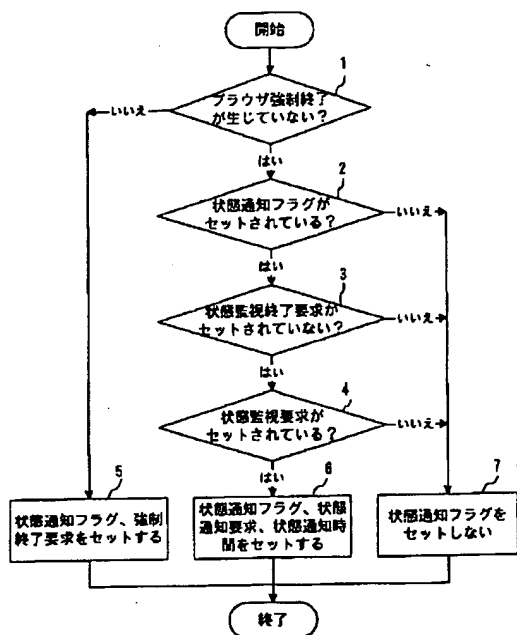 開始
1
ブラウザ強制終了
が生じていない?
いいえ
はい
2
状態通知フラグが
セットされている?
いいえ
はい
3
状態監視終了要求が
セットされていない?
いいえ
はい
4
状態監視要求が
セットされている?
いいえ
はい
5
状態通知フラグ、強制
終了要求をセットする
6
状態通知フラグ、状態
通知要求、状態通知時
間をセットする
7
状態通知フラグを
セットしない
終了